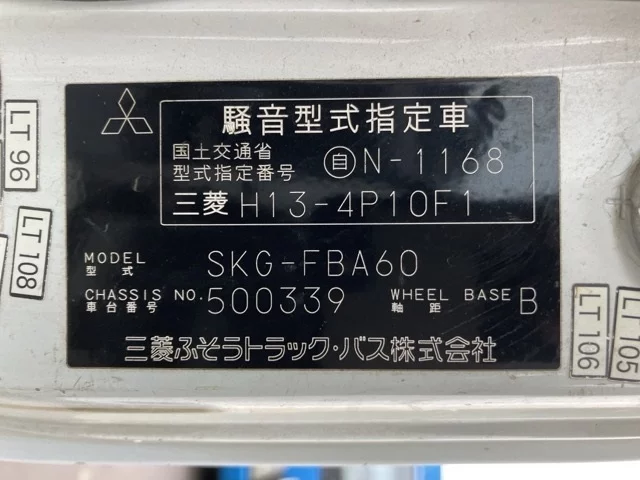 騒音型式指定車
国土交通省
型式指定番号 自N-1168
三菱 H13-4P10F1
MODEL
型式 SKG-FBA60
CHASSIS NO. 500339 WHEEL BASE B
車台番号 軸距
三菱ふそうトラック・バス株式会社
LT 96
LT 108
LT 105
LT 106